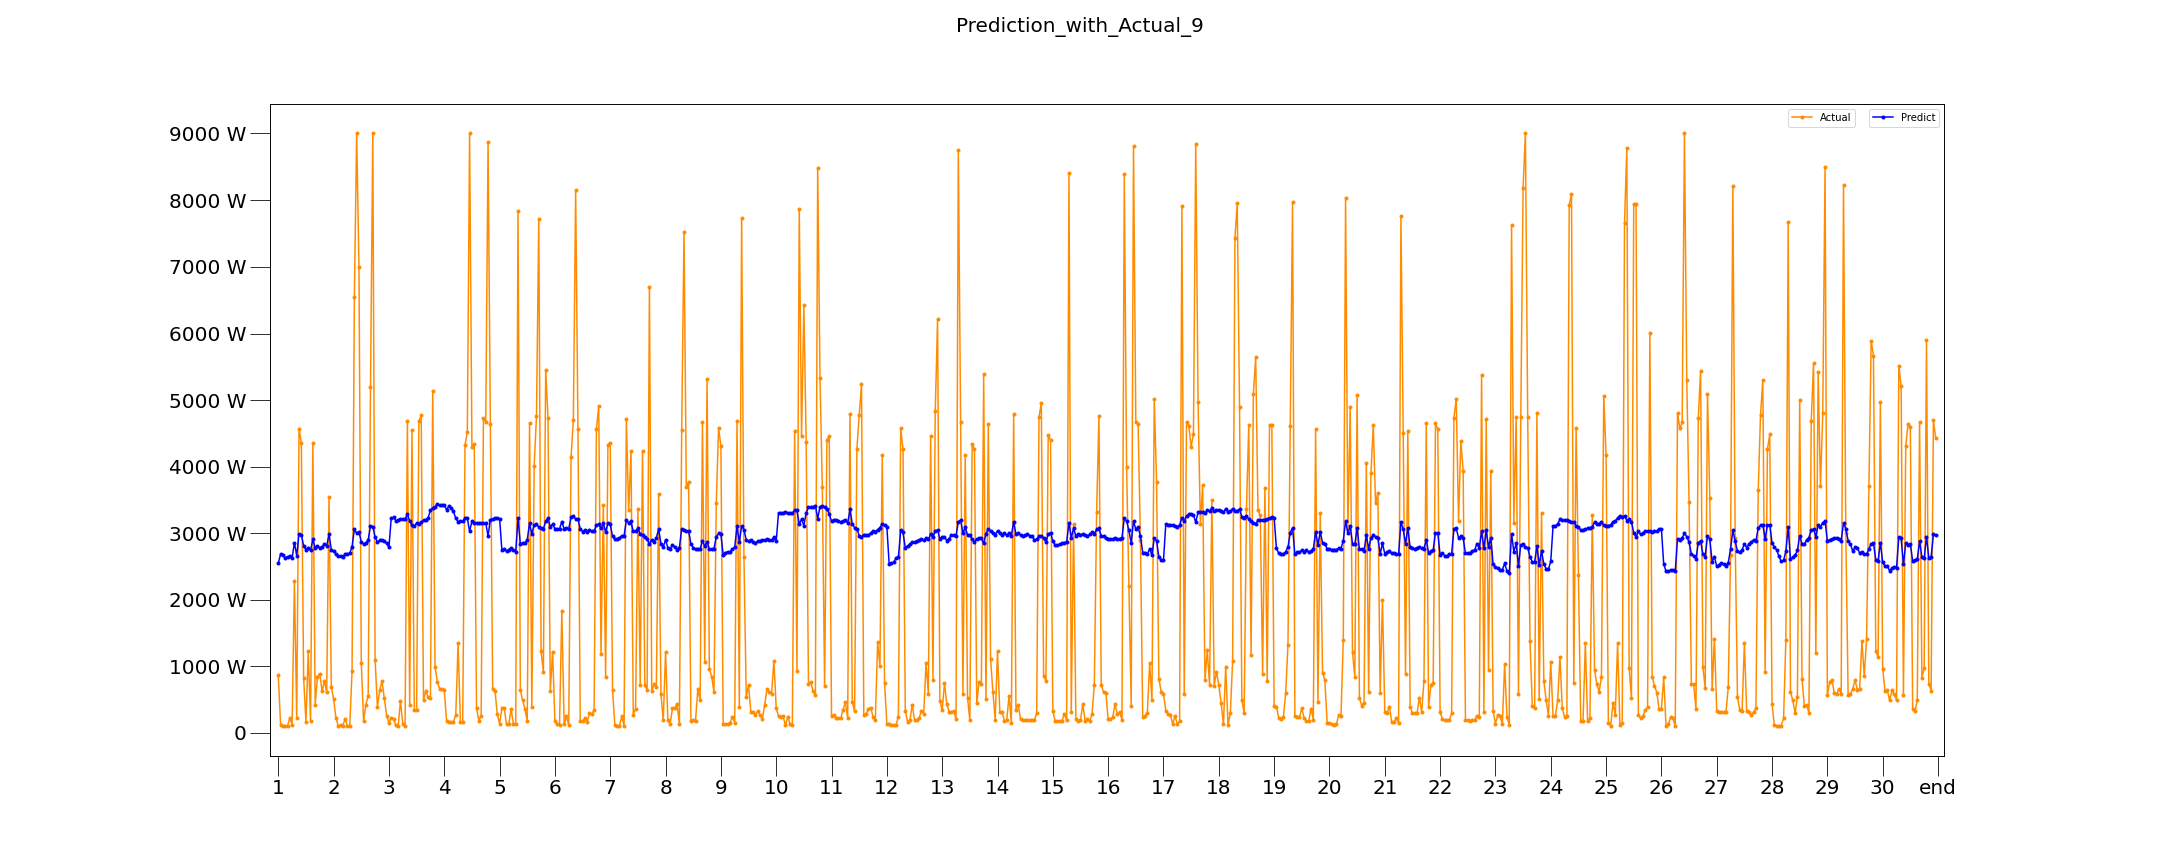 Prediction_with_Actual_9
Actual Predict
9000 W
8000 W
7000 W
6000 W
5000 W
4000 W
3000 W
2000 W
1000 W
0
1 2 3 4 5 6 7 8 9 10 11 12 13 14 15 16 17 18 19 20 21 22 23 24 25 26 27 28 29 30 end